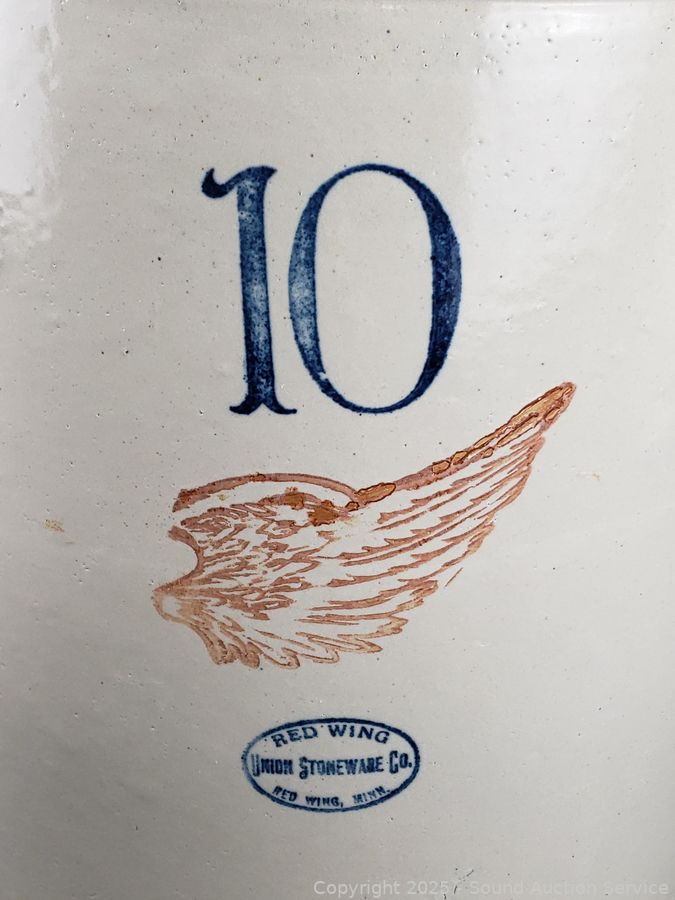 10
RED WING
UNION STONEWARE CO.
RED WING, MINN.
Copyright 2025 - Sound Auction Service